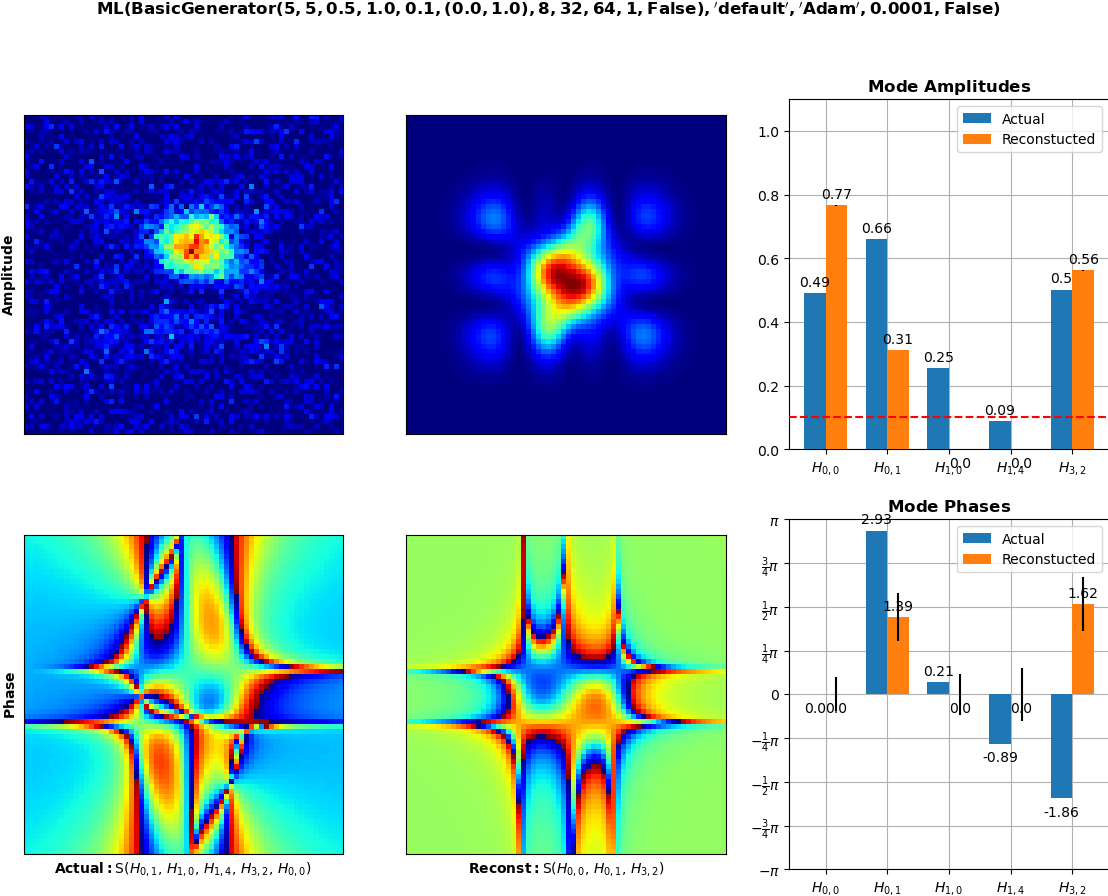 ML(BasicGenerator(5, 5, 0.5, 1.0, 0.1, (0.0, 1.0), 8, 32, 64, 1, False), 'default', 'Adam', 0.0001, False)
Amplitude
Mode Amplitudes
Actual
Reconstucted
1.0
0.8
0.6
0.4
0.2
0.0
0.49
0.77
0.66
0.31
0.25
0.0
0.09
0.0
0.5
0.56
H0,0
H0,1
H1,0
H1,4
H3,2
Phase
Actual: S(H0,1, H1,0, H1,4, H3,2, H0,0)
Reconst: S(H0,0, H0,1, H3,2)
Mode Phases
Actual
Reconstucted
π
3/4π
1/2π
1/4π
0
−1/4π
−1/2π
−3/4π
−π
0.0
0.0
2.93
1.39
0.21
0.0
-0.89
0.0
-1.86
1.62
H0,0
H0,1
H1,0
H1,4
H3,2